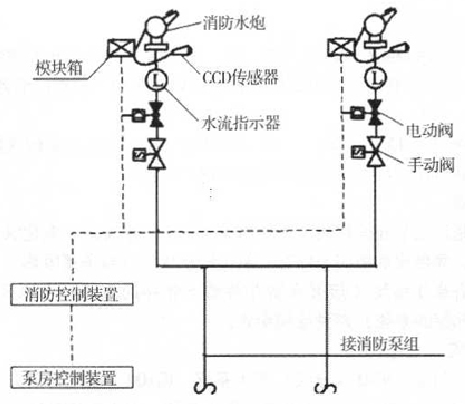 消防水炮
模块箱
CCD传感器
L
L
水流指示器
电动阀
手动阀
消防控制装置
接消防泵组
泵房控制装置